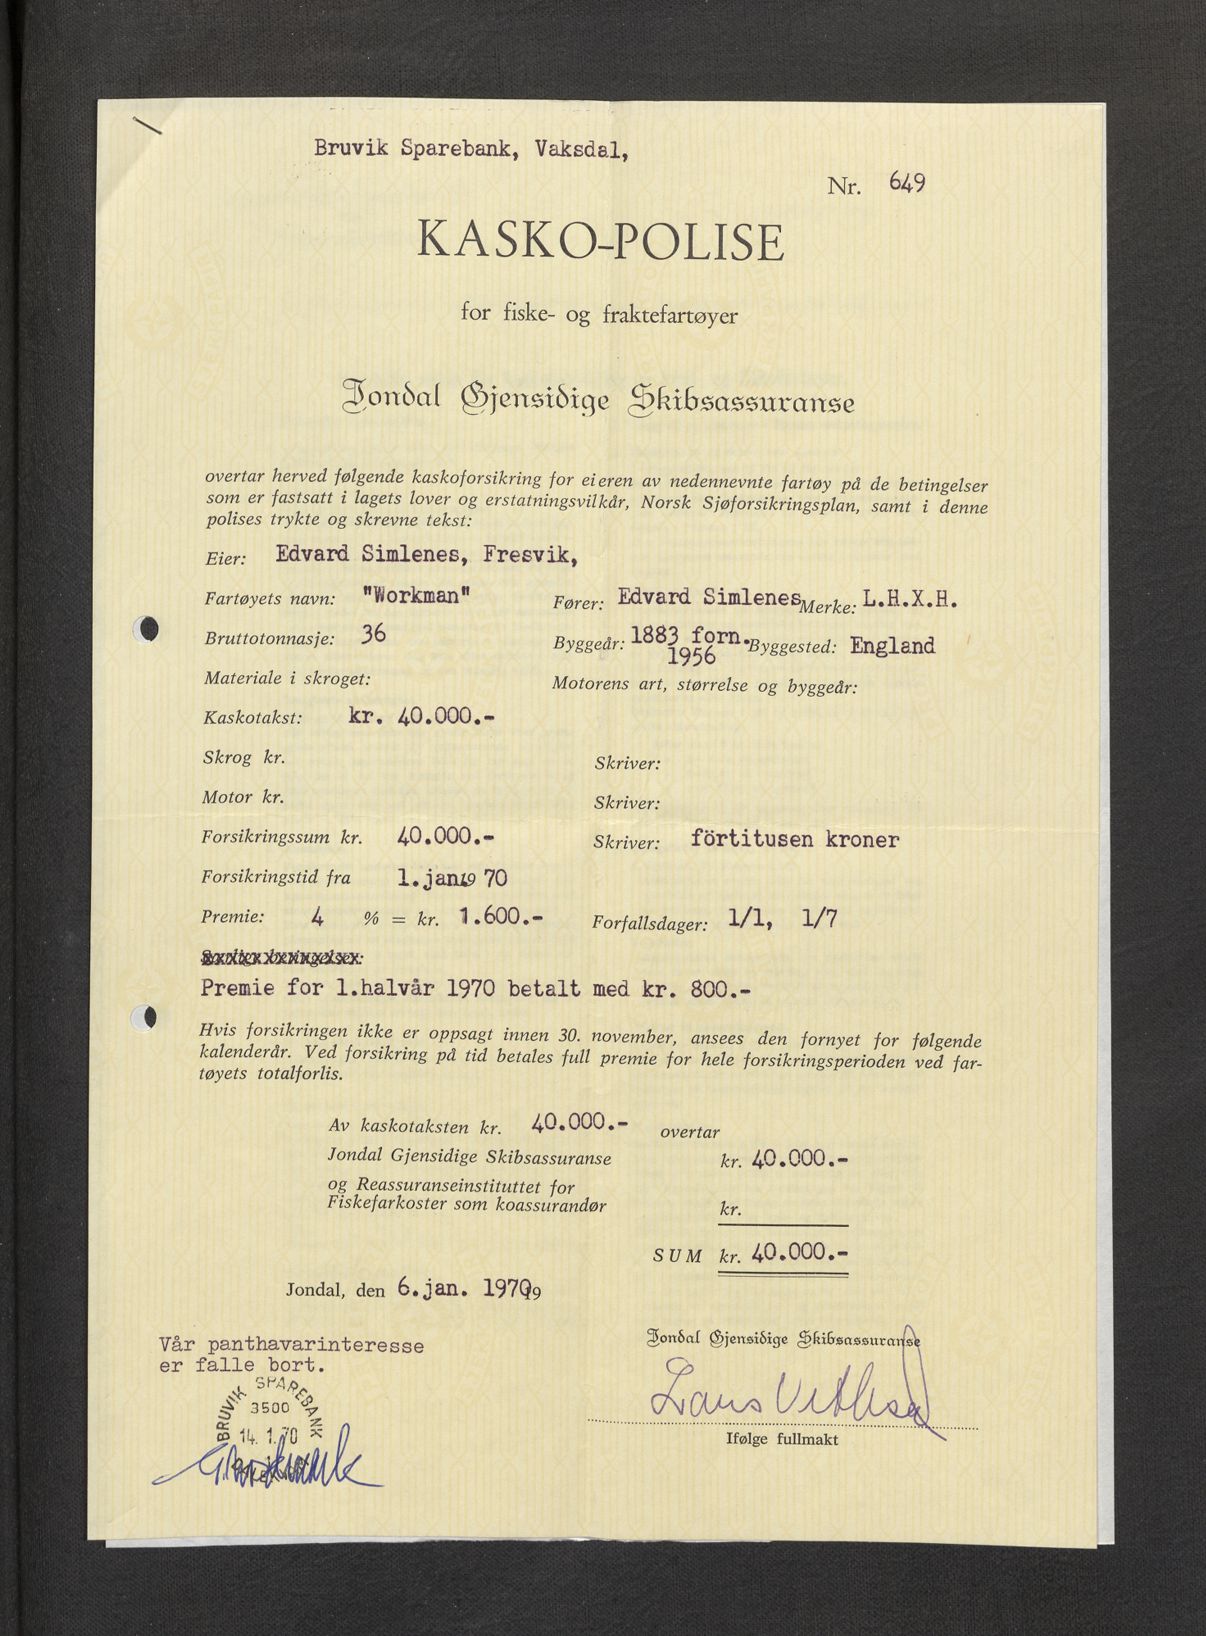 Bruvik Sparebank, Vaksdal,
Nr. 649
KASKO-POLISE
for fiske- og fraktefartøyer
Jondal Gjensidige Skibsassuranse
overtar herved følgende kaskoforsikring for eieren av nedennevnte fartøy på de betingelser
som er fastsatt i lagets lover og erstatningsvilkår, Norsk Sjøforsikringsplan, samt i denne
polises trykte og skrevne tekst:
Eier: Edvard Simlenes, Fresvik,
Fartøyets navn: "Workman" Fører: Edvard Simlenes Merke: L.H.X.H.
Bruttotonnasje: 36 Byggeår: 1883 forn. 1956 Byggested: England
Materiale i skroget: Motorens art, størrelse og byggeår:
Kaskotakst: kr. 40.000.-
Skrog kr. Skriver:
Motor kr. Skriver:
Forsikringssum kr. 40.000.- Skriver: förtitusen kroner
Forsikringstid fra 1.jan. 19 70
Premie: 4 % = kr. 1.600.- Forfallsdager: 1/1, 1/7
Særlige betingelser:
Premie for 1.halvår 1970 betalt med kr. 800.-
Hvis forsikringen ikke er oppsagt innen 30. november, ansees den fornyet for følgende
kalenderår. Ved forsikring på tid betales full premie for hele forsikringsperioden ved far-
tøyets totalforlis.
Av kaskotaksten kr. 40.000.- overtar
Jondal Gjensidige Skibsassuranse kr. 40.000.-
og Reassuranseinstituttet for
Fiskefarkoster som koassurandør kr.
SUM kr. 40.000.-
Jondal, den 6.jan. 1970 19
Vår panthavarinteresse
er falle bort.
Jondal Gjensidige Skibsassuranse
BRUVIK SPAREBANK
3500
14. 1. 70
Ifølge fullmakt